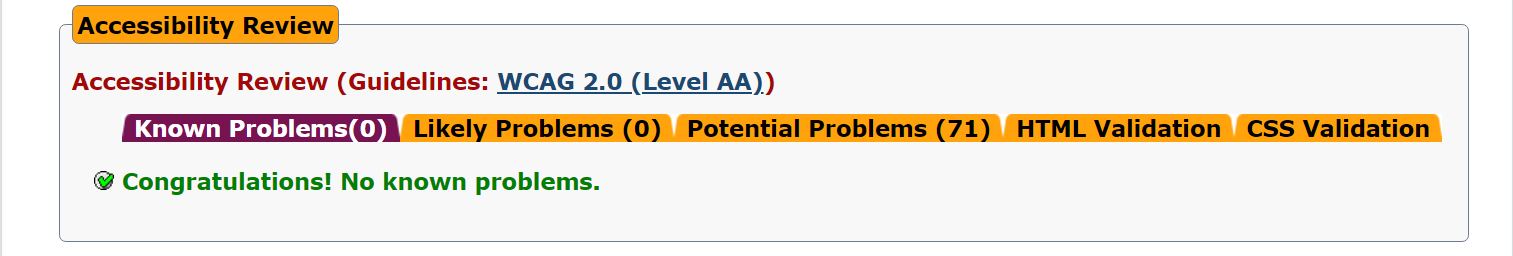 Accessibility Review
Accessibility Review (Guidelines: WCAG 2.0 (Level AA))
Known Problems(0) Likely Problems (0) Potential Problems (71) HTML Validation CSS Validation
Congratulations! No known problems.